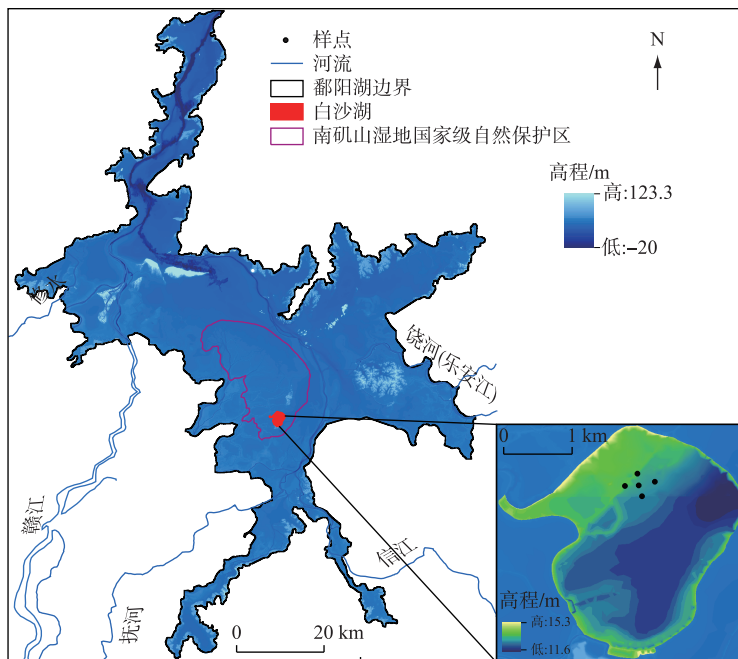 样点
河流
鄱阳湖边界
白沙湖
南矶山湿地国家级自然保护区
N
高程/m
高:123.3
低:-20
修水
饶河(乐安江)
赣江
抚河
信江
0 20 km
0 1 km
高程/m
高:15.3
低:11.6